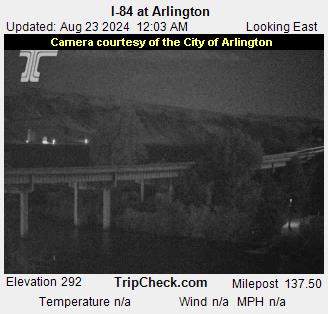 I-84 at Arlington
Updated: Aug 23 2024 12:03 AM Looking East
Camera courtesy of the City of Arlington
Elevation 292 TripCheck.com Milepost 137.50
Temperature n/a Wind n/a MPH n/a